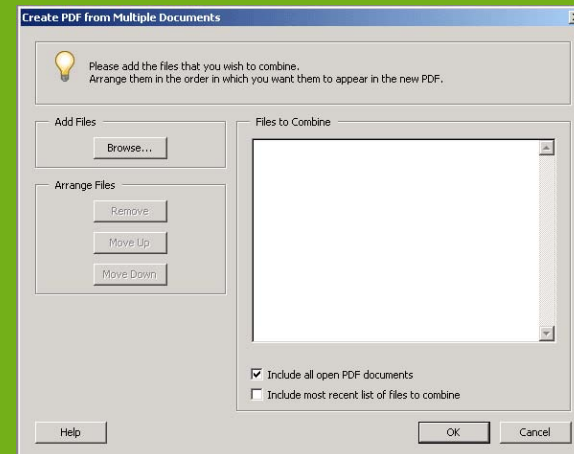 Create PDF from Multiple Documents
Please add the files that you wish to combine.
Arrange them in the order in which you want them to appear in the new PDF.
Add Files
Browse...
Arrange Files
Remove
Move Up
Move Down
Files to Combine
Include all open PDF documents
Include most recent list of files to combine
Help
OK
Cancel